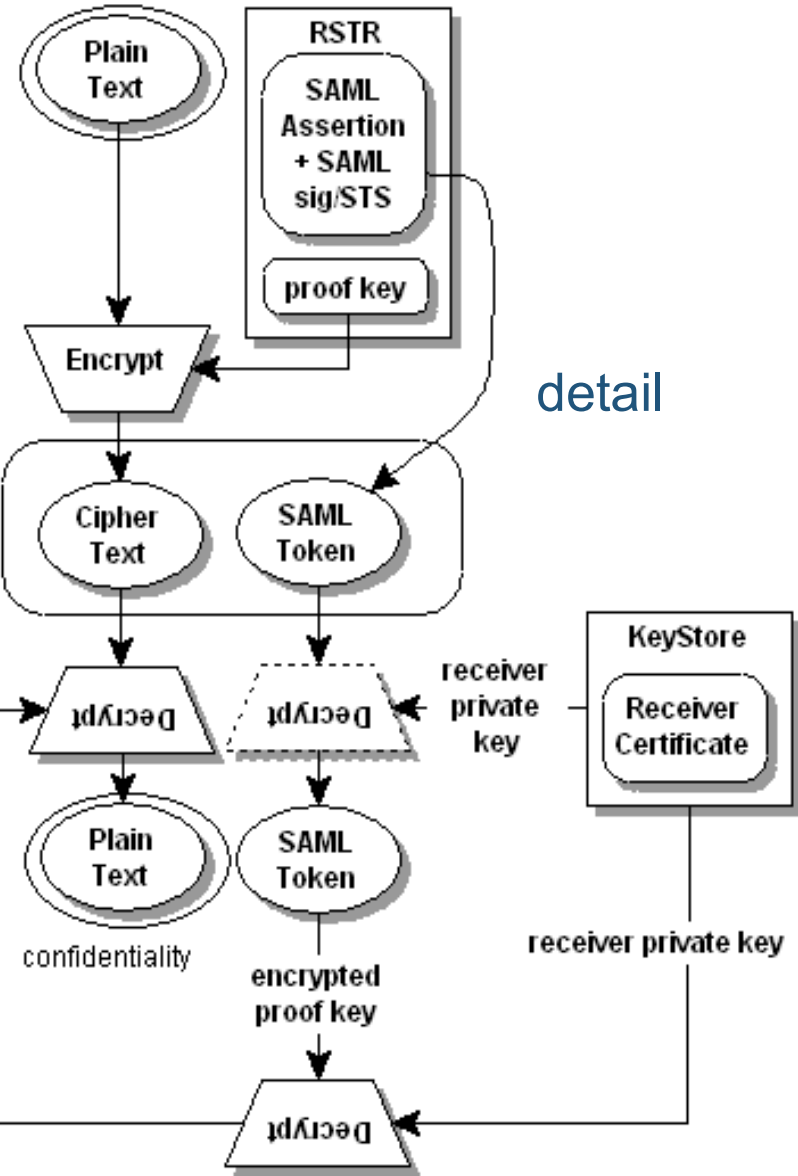 Plain
Text
RSTR
SAML
Assertion
+ SAML
sig/STS
proof key
Encrypt
detail
Cipher
Text
SAML
Token
Decrypt
Decrypt
receiver
private
key
KeyStore
Receiver
Certificate
Plain
Text
confidentiality
SAML
Token
receiver private key
encrypted
proof key
Decrypt